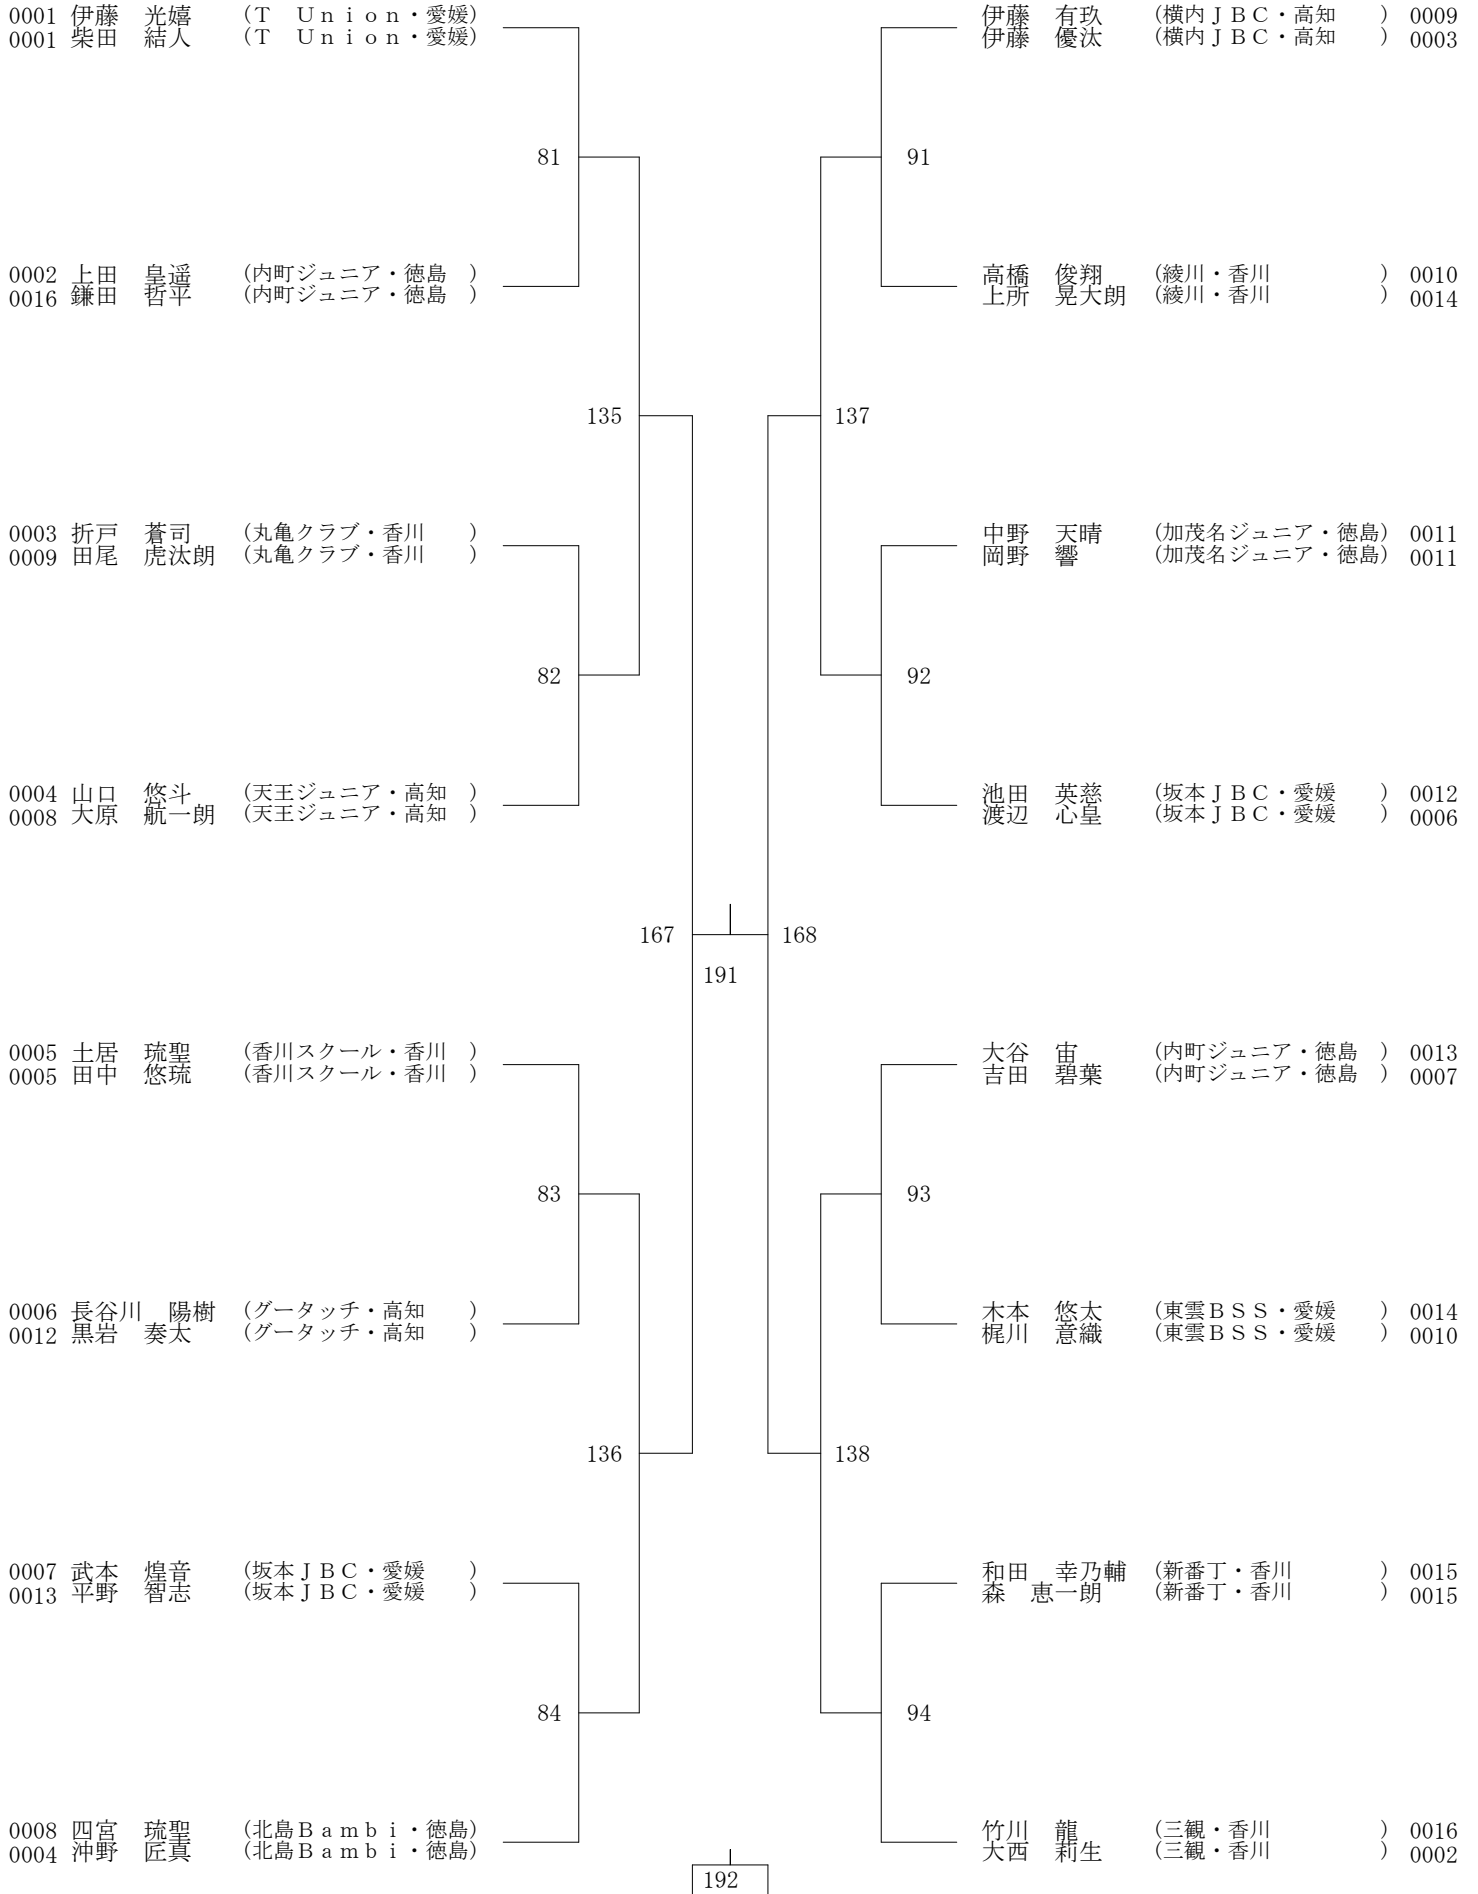 0001 伊藤　光嬉　（Ｔ　Ｕｎｉｏｎ・愛媛）
0001 柴田　結人　（Ｔ　Ｕｎｉｏｎ・愛媛）
81
0002 上田　皇遥　（内町ジュニア・徳島　）
0016 鎌田　哲平　（内町ジュニア・徳島　）
135
0003 折戸　蒼司　（丸亀クラブ・香川　　）
0009 田尾　虎汰朗　（丸亀クラブ・香川　　）
82
0004 山口　悠斗　（天王ジュニア・高知　）
0008 大原　航一朗　（天王ジュニア・高知　）
167
0005 土居　琉聖　（香川スクール・香川　）
0005 田中　悠琉　（香川スクール・香川　）
83
0006 長谷川　陽樹　（グータッチ・高知　　）
0012 黒岩　奏太　（グータッチ・高知　　）
136
0007 武本　煌音　（坂本ＪＢＣ・愛媛　　）
0013 平野　智志　（坂本ＪＢＣ・愛媛　　）
84
0008 四宮　琉聖　（北島Ｂａｍｂｉ・徳島）
0004 沖野　匠真　（北島Ｂａｍｂｉ・徳島）
191
192
伊藤　有玖　（横内ＪＢＣ・高知　　） 0009
伊藤　優汰　（横内ＪＢＣ・高知　　） 0003
91
高橋　俊翔　（綾川・香川　　　　　） 0010
上所　晃大朗　（綾川・香川　　　　　） 0014
137
中野　天晴　（加茂名ジュニア・徳島） 0011
岡野　響　（加茂名ジュニア・徳島） 0011
92
池田　英慈　（坂本ＪＢＣ・愛媛　　） 0012
渡辺　心皇　（坂本ＪＢＣ・愛媛　　） 0006
168
大谷　宙　（内町ジュニア・徳島　） 0013
吉田　碧葉　（内町ジュニア・徳島　） 0007
93
木本　悠太　（東雲ＢＳＳ・愛媛　　） 0014
梶川　意織　（東雲ＢＳＳ・愛媛　　） 0010
138
和田　幸乃輔　（新番丁・香川　　　　） 0015
森　恵一朗　（新番丁・香川　　　　） 0015
94
竹川　龍　（三観・香川　　　　　） 0016
大西　莉生　（三観・香川　　　　　） 0002